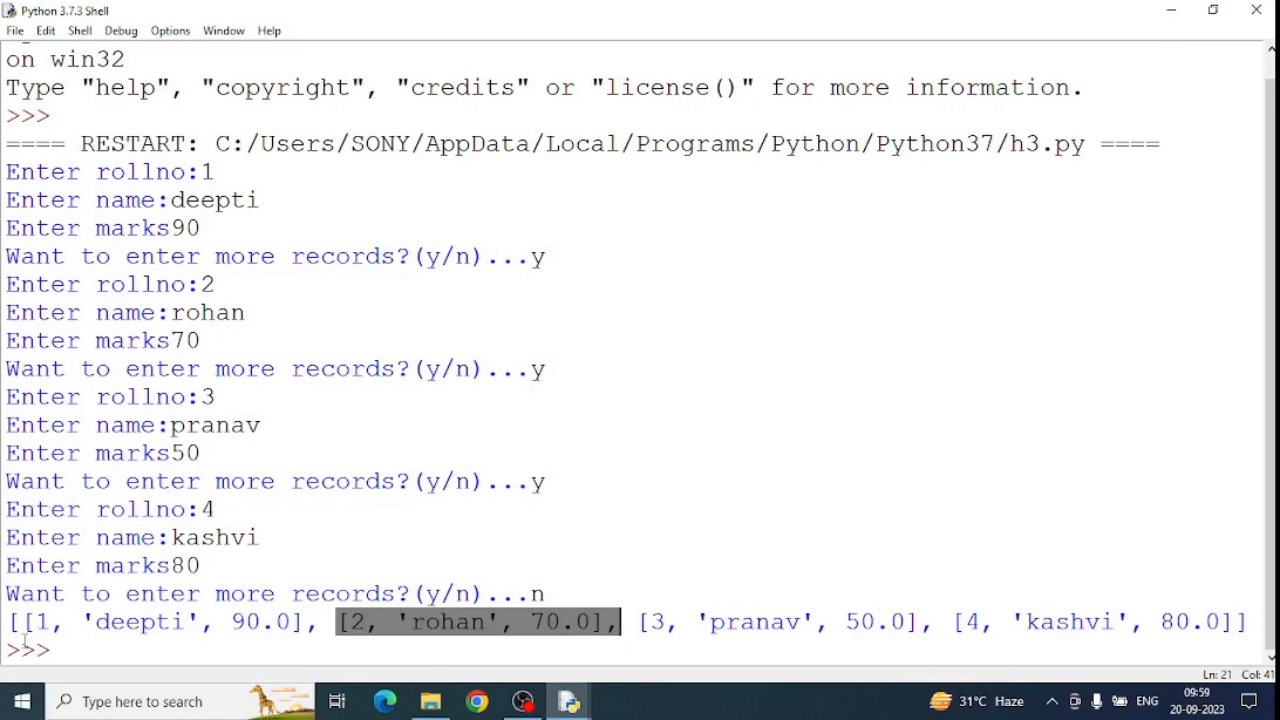 Python 3.7.3 Shell
File Edit Shell Debug Options Window Help
on win32
Type "help", "copyright", "credits" or "license()" for more information.
>>>
==== RESTART: C:/Users/SONY/AppData/Local/Programs/Python/Python37/h3.py ====
Enter rollno:1
Enter name:deepti
Enter marks90
Want to enter more records?(y/n)...y
Enter rollno:2
Enter name:rohan
Enter marks70
Want to enter more records?(y/n)...y
Enter rollno:3
Enter name:pranav
Enter marks50
Want to enter more records?(y/n)...y
Enter rollno:4
Enter name:kashvi
Enter marks80
Want to enter more records?(y/n)...n
[[1, 'deepti', 90.0], [2, 'rohan', 70.0], [3, 'pranav', 50.0], [4, 'kashvi', 80.0]]
>>>
Ln: 21 Col: 41
Type here to search
31°C Haze
ENG
09:59
20-09-2023